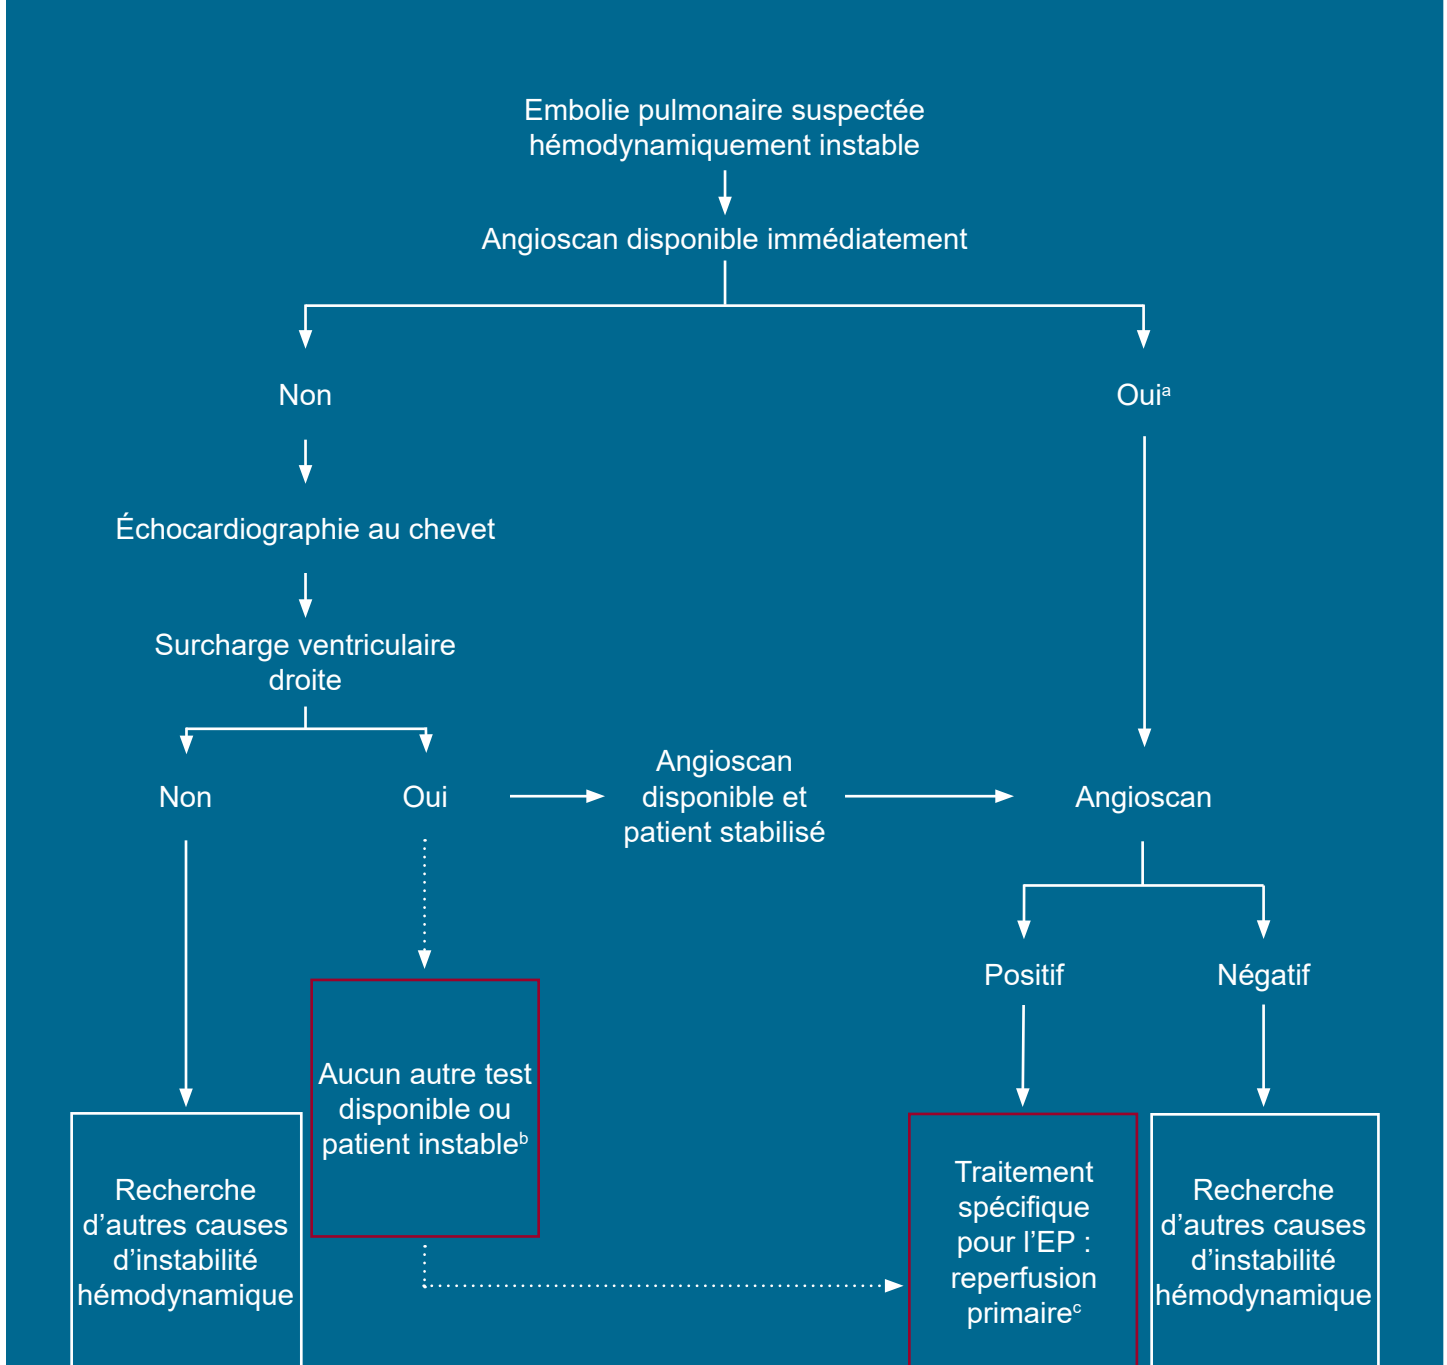 Embolie pulmonaire suspectée
hémodynamiquement instable
Angioscan disponible immédiatement
Non
Ouiᵃ
Échocardiographie au chevet
Surcharge ventriculaire
droite
Non
Oui
Angioscan
disponible et
patient stabilisé
Angioscan
Positif
Négatif
Aucun autre test
disponible ou
patient instableᵇ
Recherche
d’autres causes
d’instabilité
hémodynamique
Traitement
spécifique
pour l’EP :
reperfusion
primaireᶜ
Recherche
d’autres causes
d’instabilité
hémodynamique